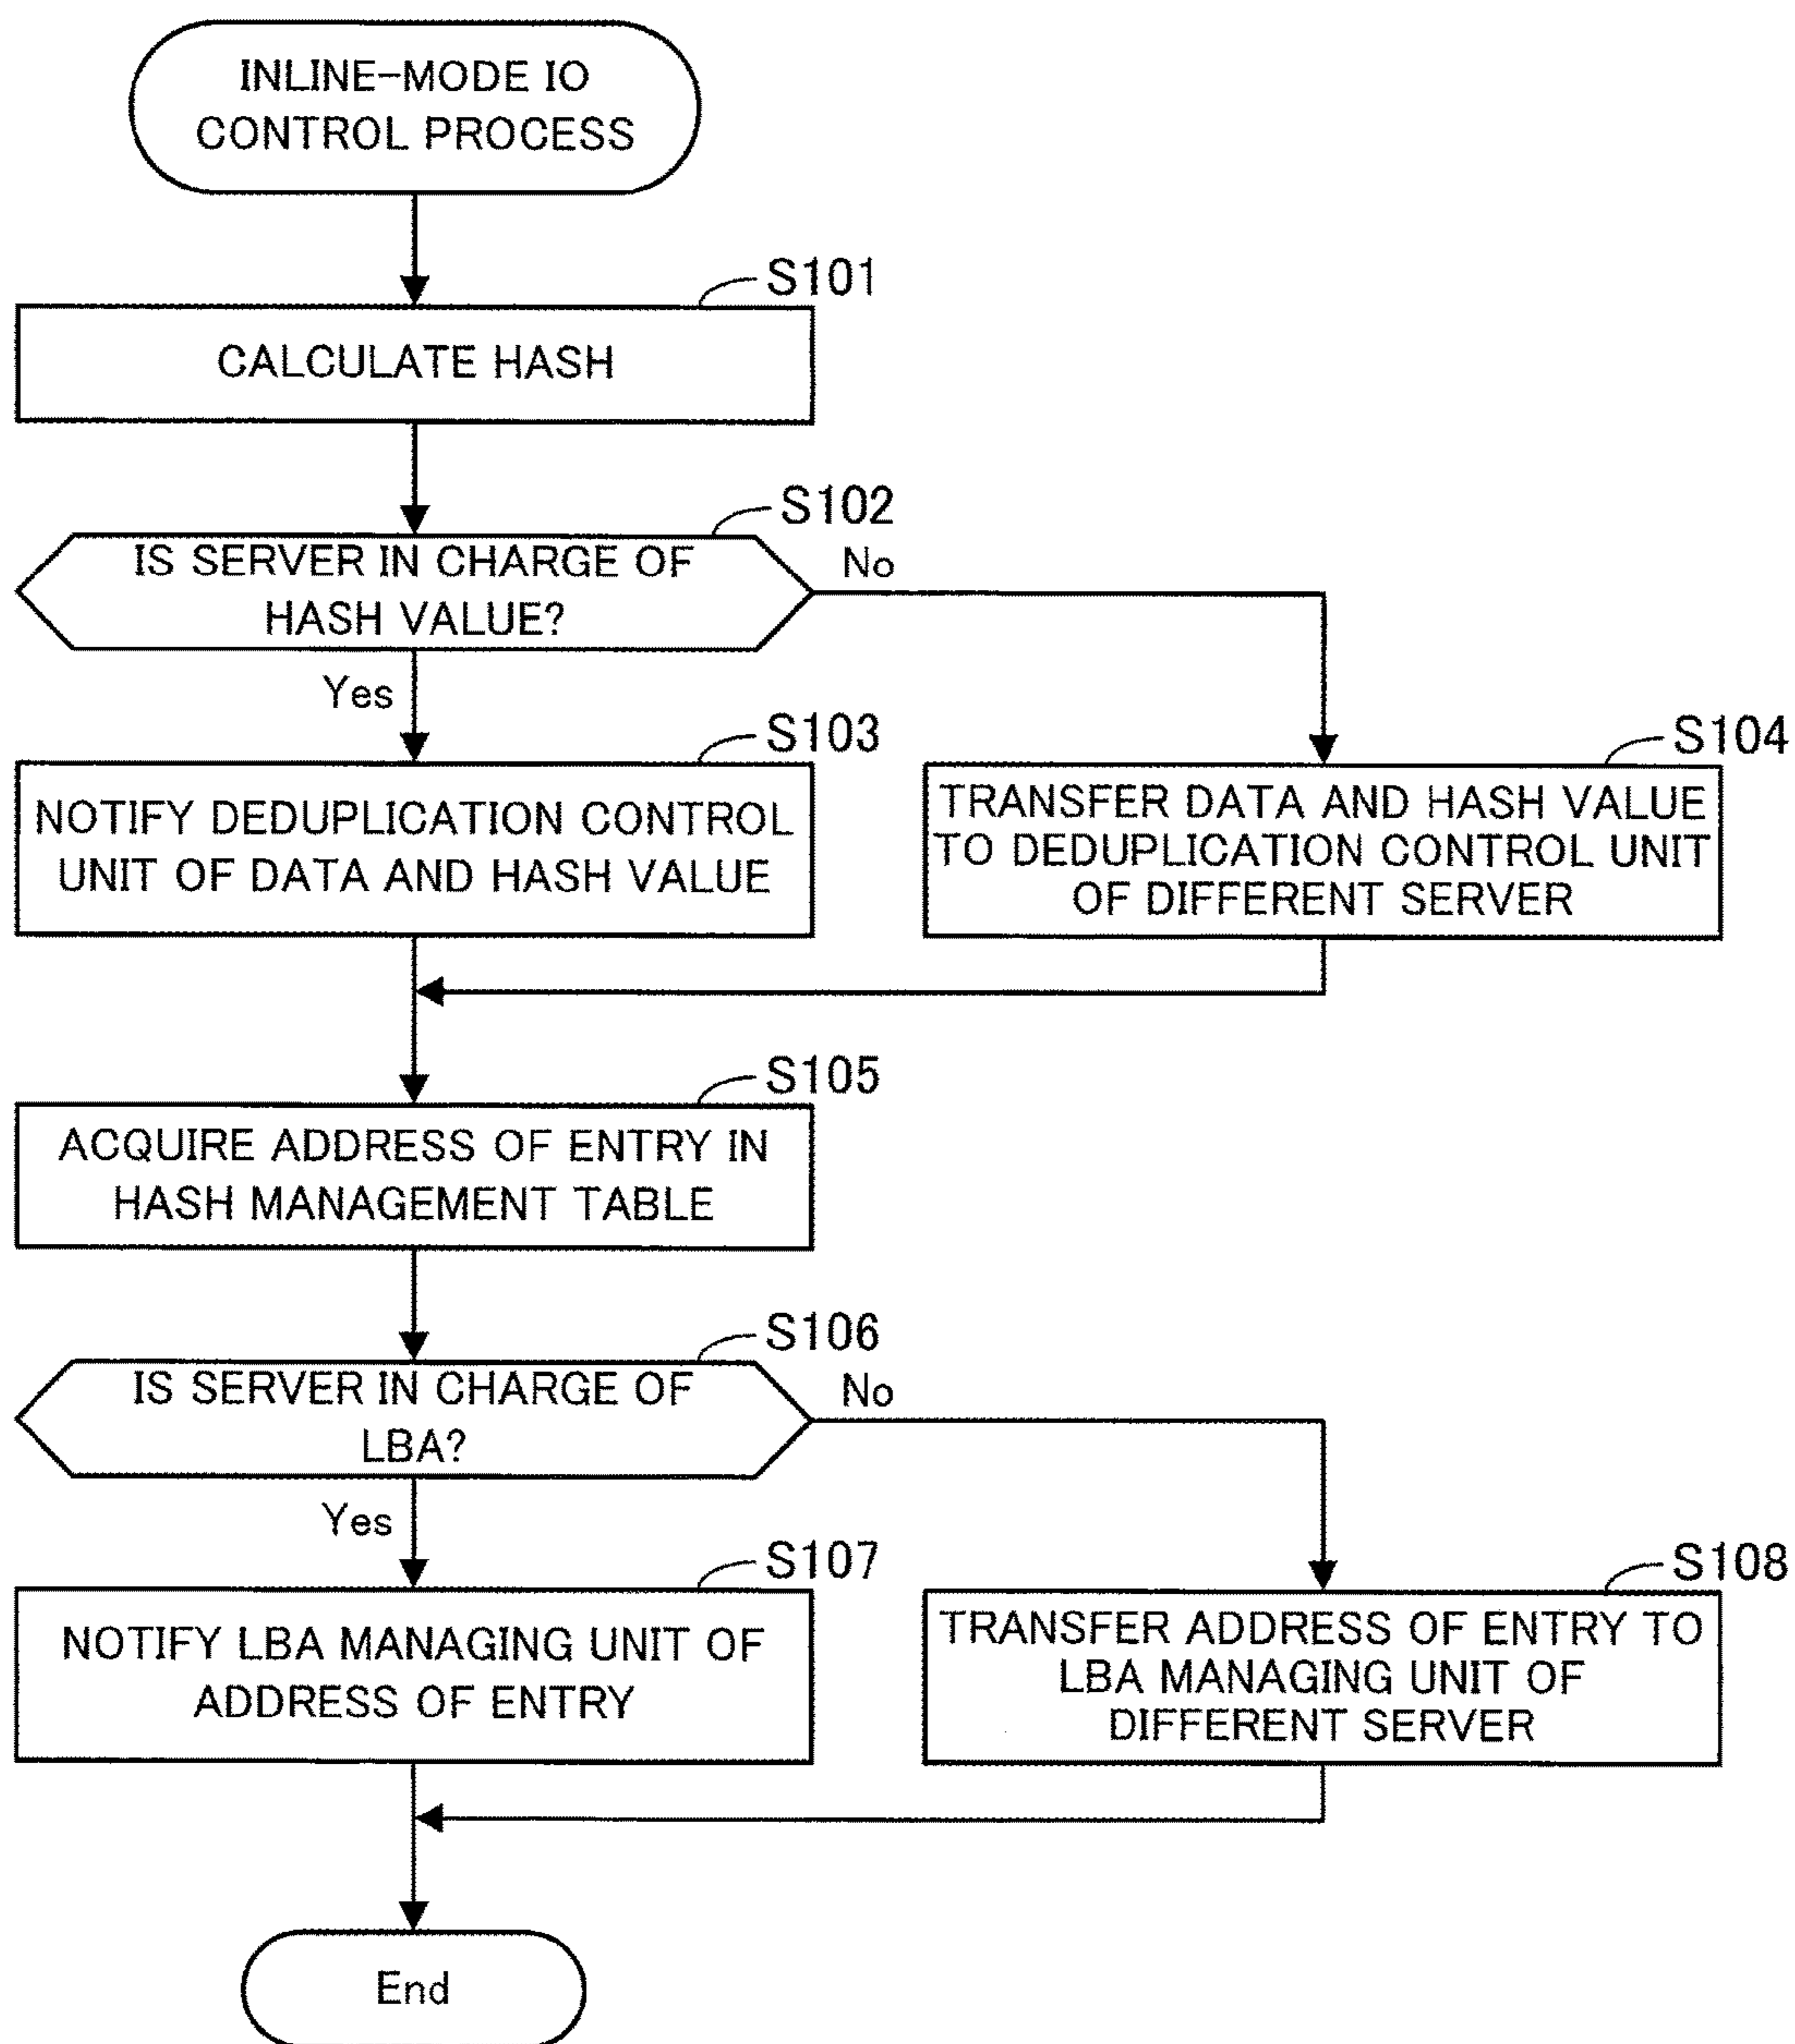 INLINE-MODE IO
CONTROL PROCESS
S101
CALCULATE HASH
S102
IS SERVER IN CHARGE OF
HASH VALUE?
No
Yes
S103
NOTIFY DEDUPLICATION CONTROL
UNIT OF DATA AND HASH VALUE
S104
TRANSFER DATA AND HASH VALUE
TO DEDUPLICATION CONTROL UNIT
OF DIFFERENT SERVER
S105
ACQUIRE ADDRESS OF ENTRY IN
HASH MANAGEMENT TABLE
S106
IS SERVER IN CHARGE OF
LBA?
No
Yes
S107
NOTIFY LBA MANAGING UNIT OF
ADDRESS OF ENTRY
S108
TRANSFER ADDRESS OF ENTRY TO
LBA MANAGING UNIT OF
DIFFERENT SERVER
End